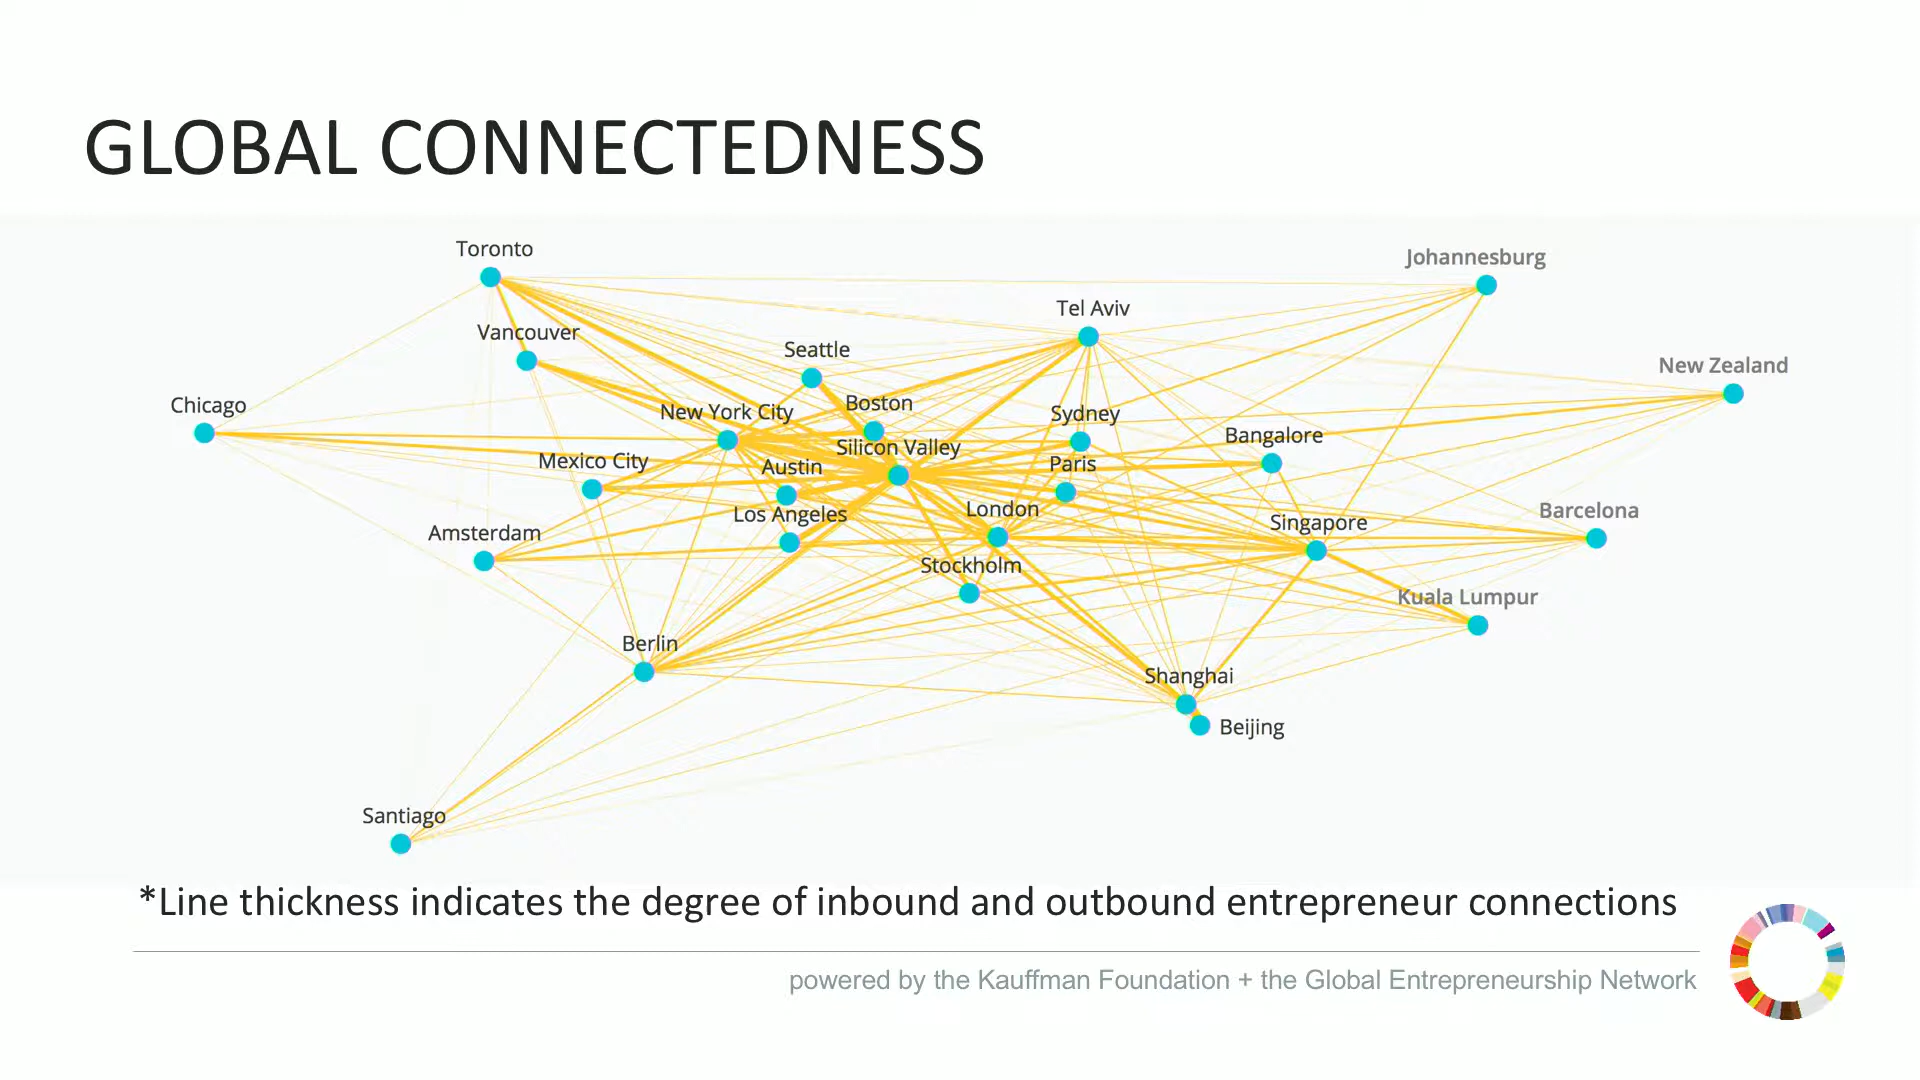 GLOBAL CONNECTEDNESS
Toronto
Johannesburg
Tel Aviv
Vancouver
Seattle
New Zealand
Chicago
New York City
Boston
Sydney
Silicon Valley
Bangalore
Mexico City
Austin
Paris
Los Angeles
London
Barcelona
Singapore
Amsterdam
Stockholm
Kuala Lumpur
Berlin
Shanghai
Beijing
Santiago
*Line thickness indicates the degree of inbound and outbound entrepreneur connections
powered by the Kauffman Foundation + the Global Entrepreneurship Network